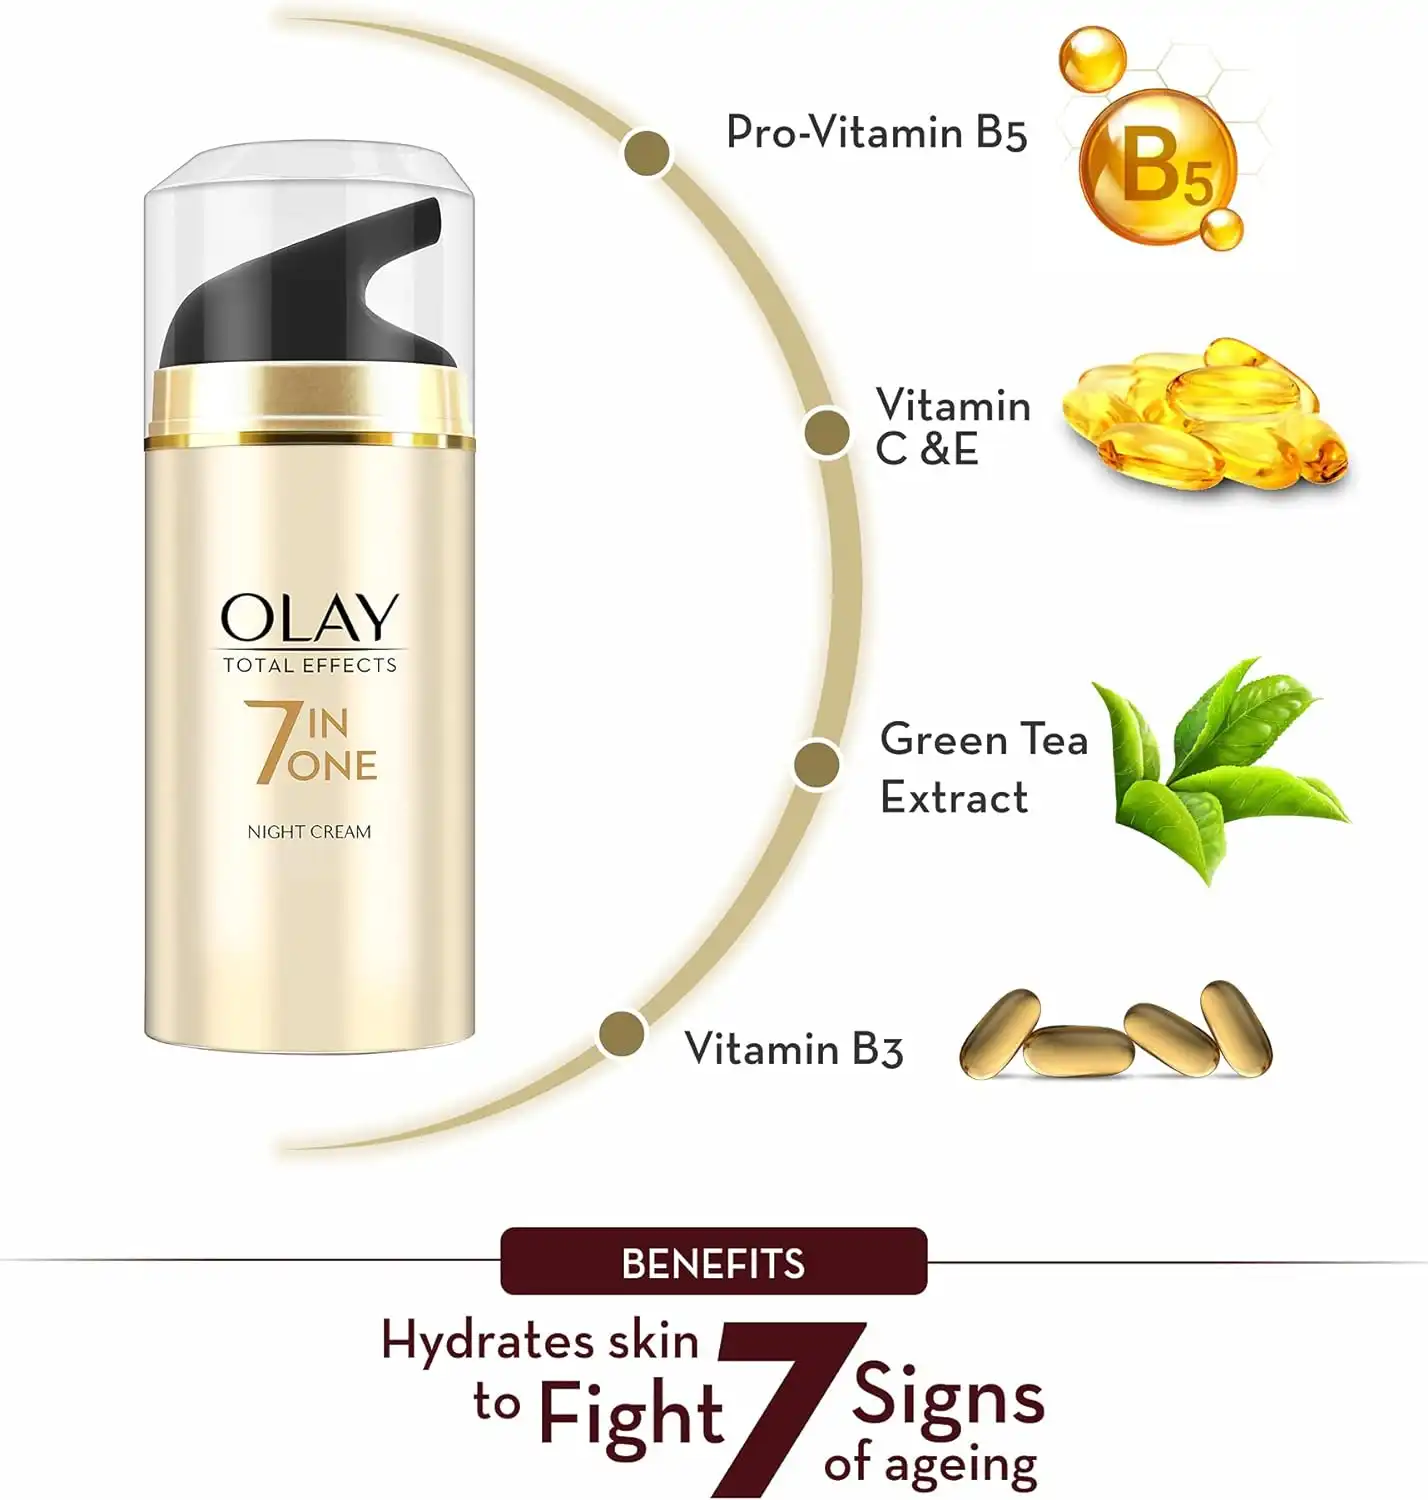 Pro-Vitamin B5
B5
Vitamin
C &E
OLAY
TOTAL EFFECTS
7 IN
ONE
NIGHT CREAM
Green Tea
Extract
Vitamin B3
BENEFITS
Hydrates skin
to Fight 7 Signs
of ageing